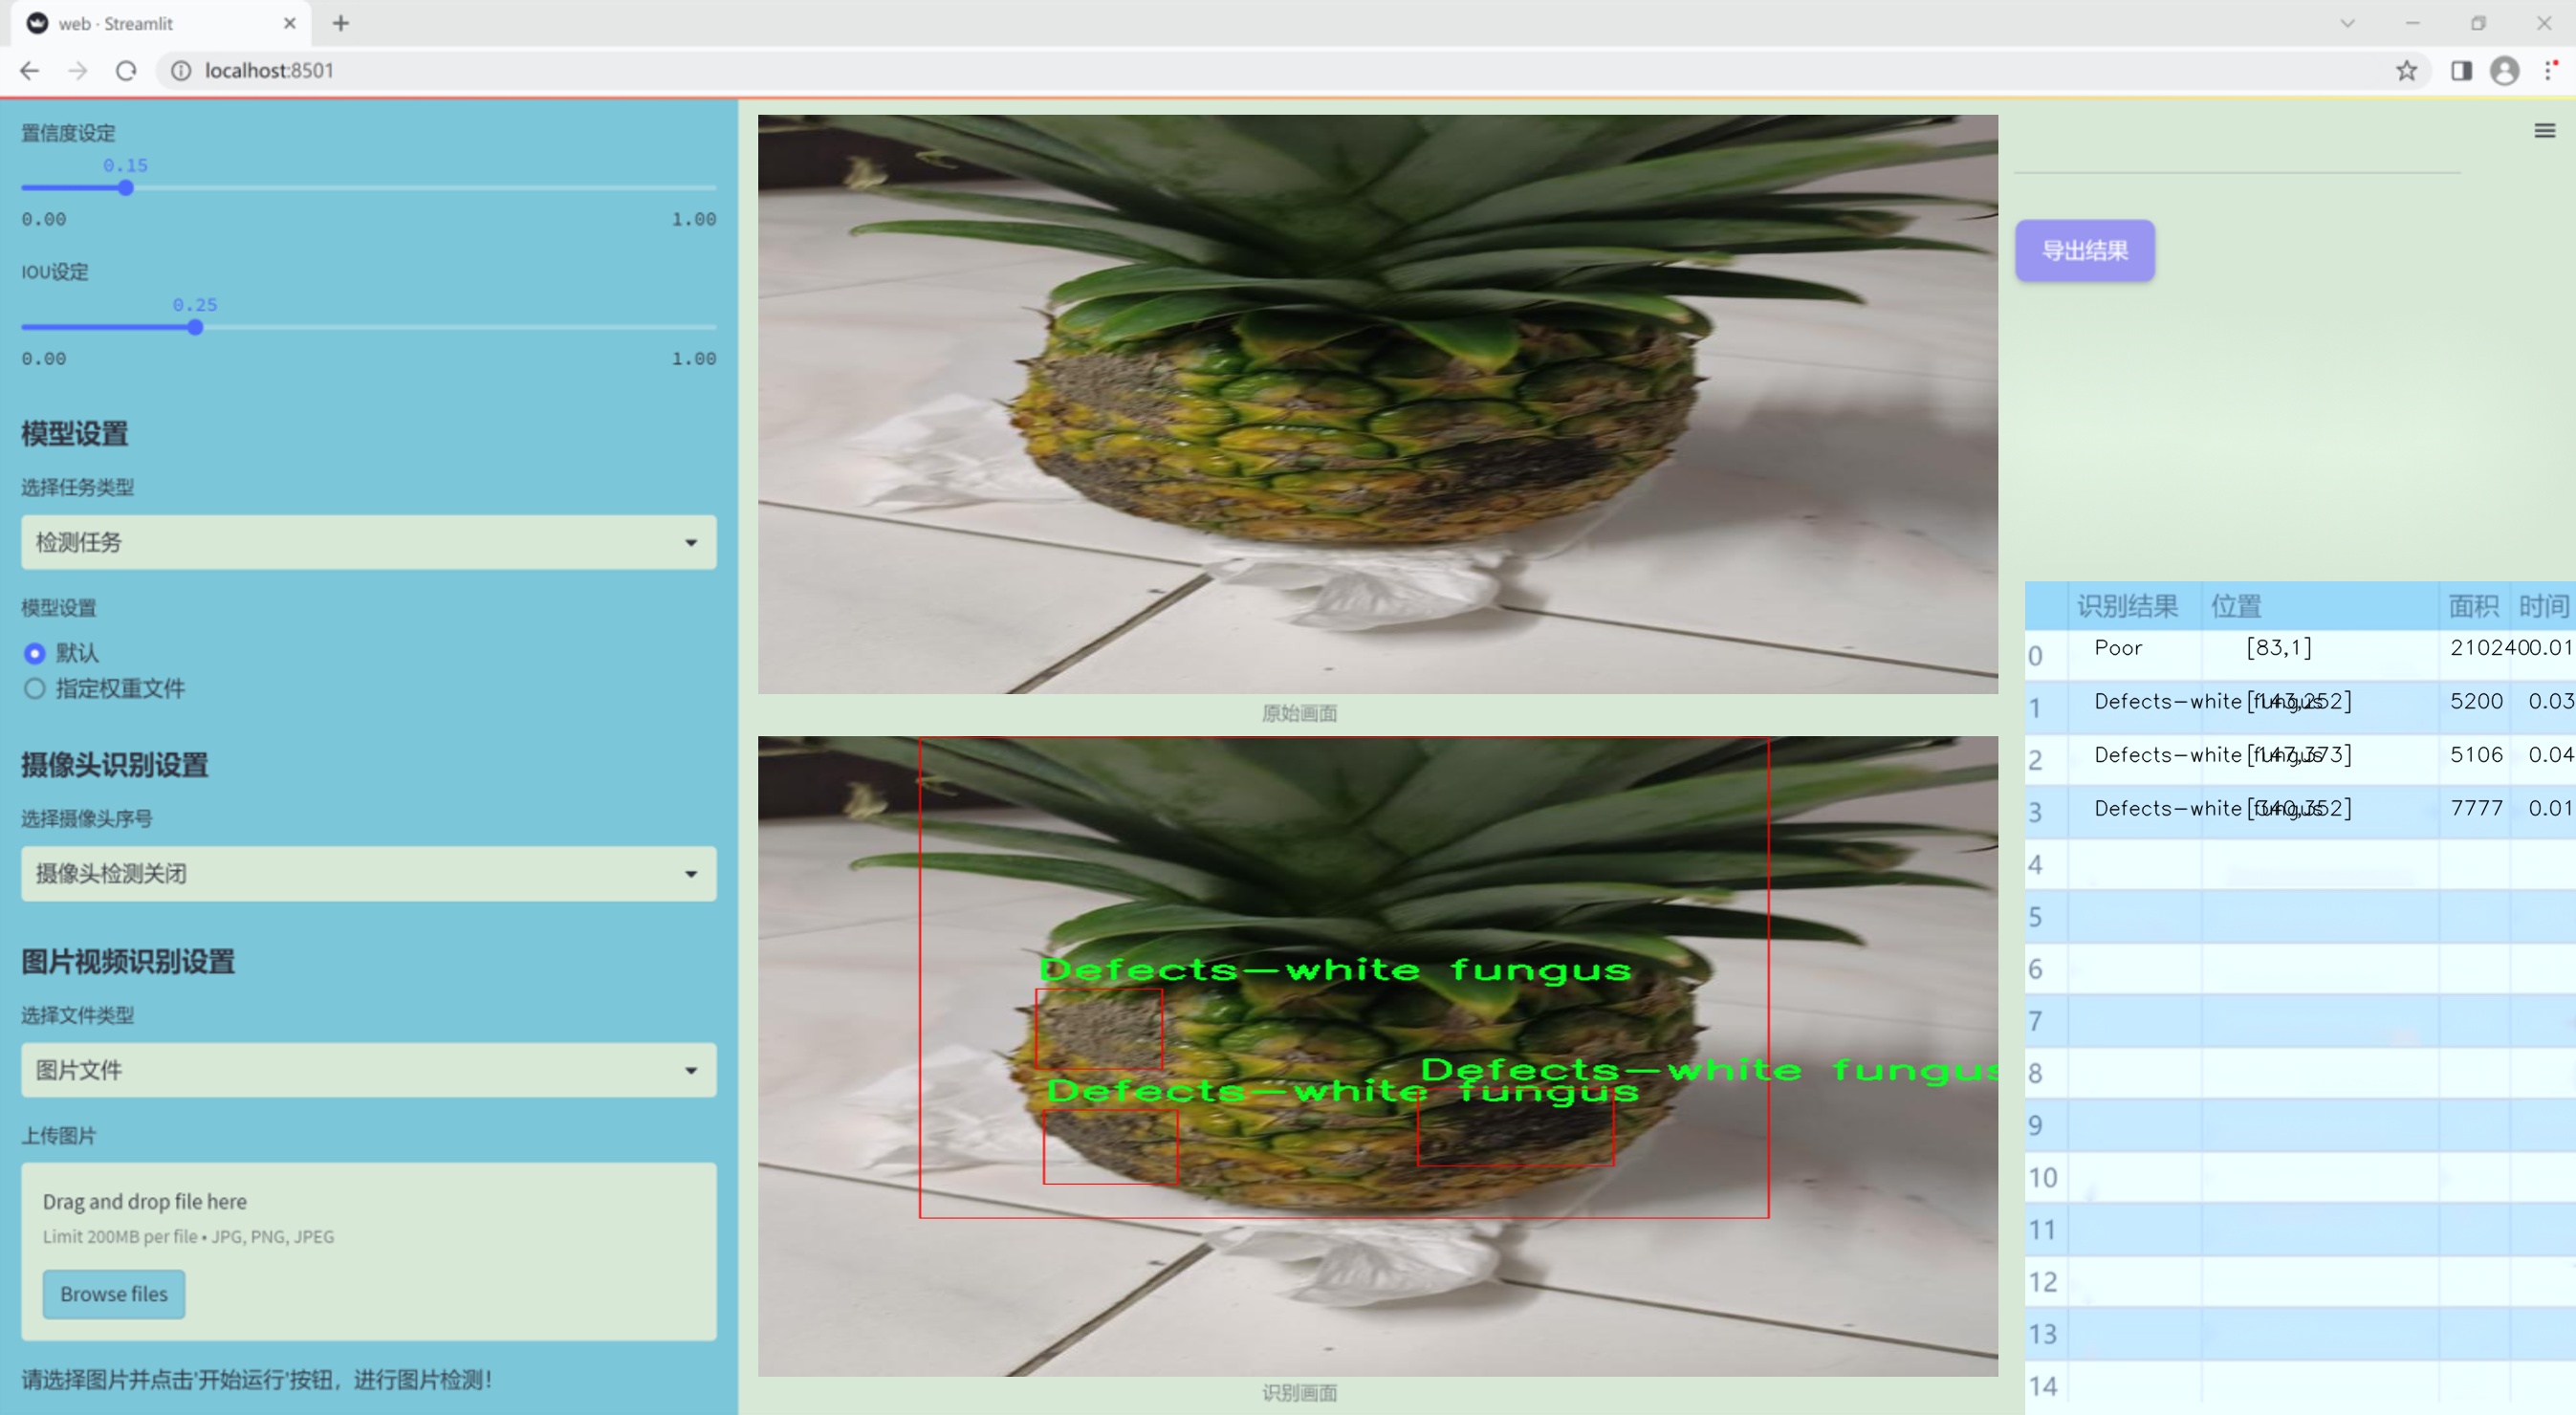 web · Streamlit
localhost:8501
置信度设定
0.15
0.00 1.00
IOU设定
0.25
0.00 1.00
模型设置
选择任务类型
检测任务
模型设置
默认
指定权重文件
摄像头识别设置
选择摄像头序号
摄像头检测关闭
图片视频识别设置
选择文件类型
图片文件
上传图片
Drag and drop file here
Limit 200MB per file • JPG, PNG, JPEG
Browse files
请选择图片并点击'开始运行'按钮，进行图片检测！
原始画面
Defects-white fungus
Defects-white fungus
Defects-white fungus
识别画面
导出结果
识别结果 位置 面积 时间
0 Poor [83,1] 210240 0.01
1 Defects-white fungus [143,252] 5200 0.03
2 Defects-white fungus [147,373] 5106 0.04
3 Defects-white fungus [340,352] 7777 0.01
4
5
6
7
8
9
10
11
12
13
14